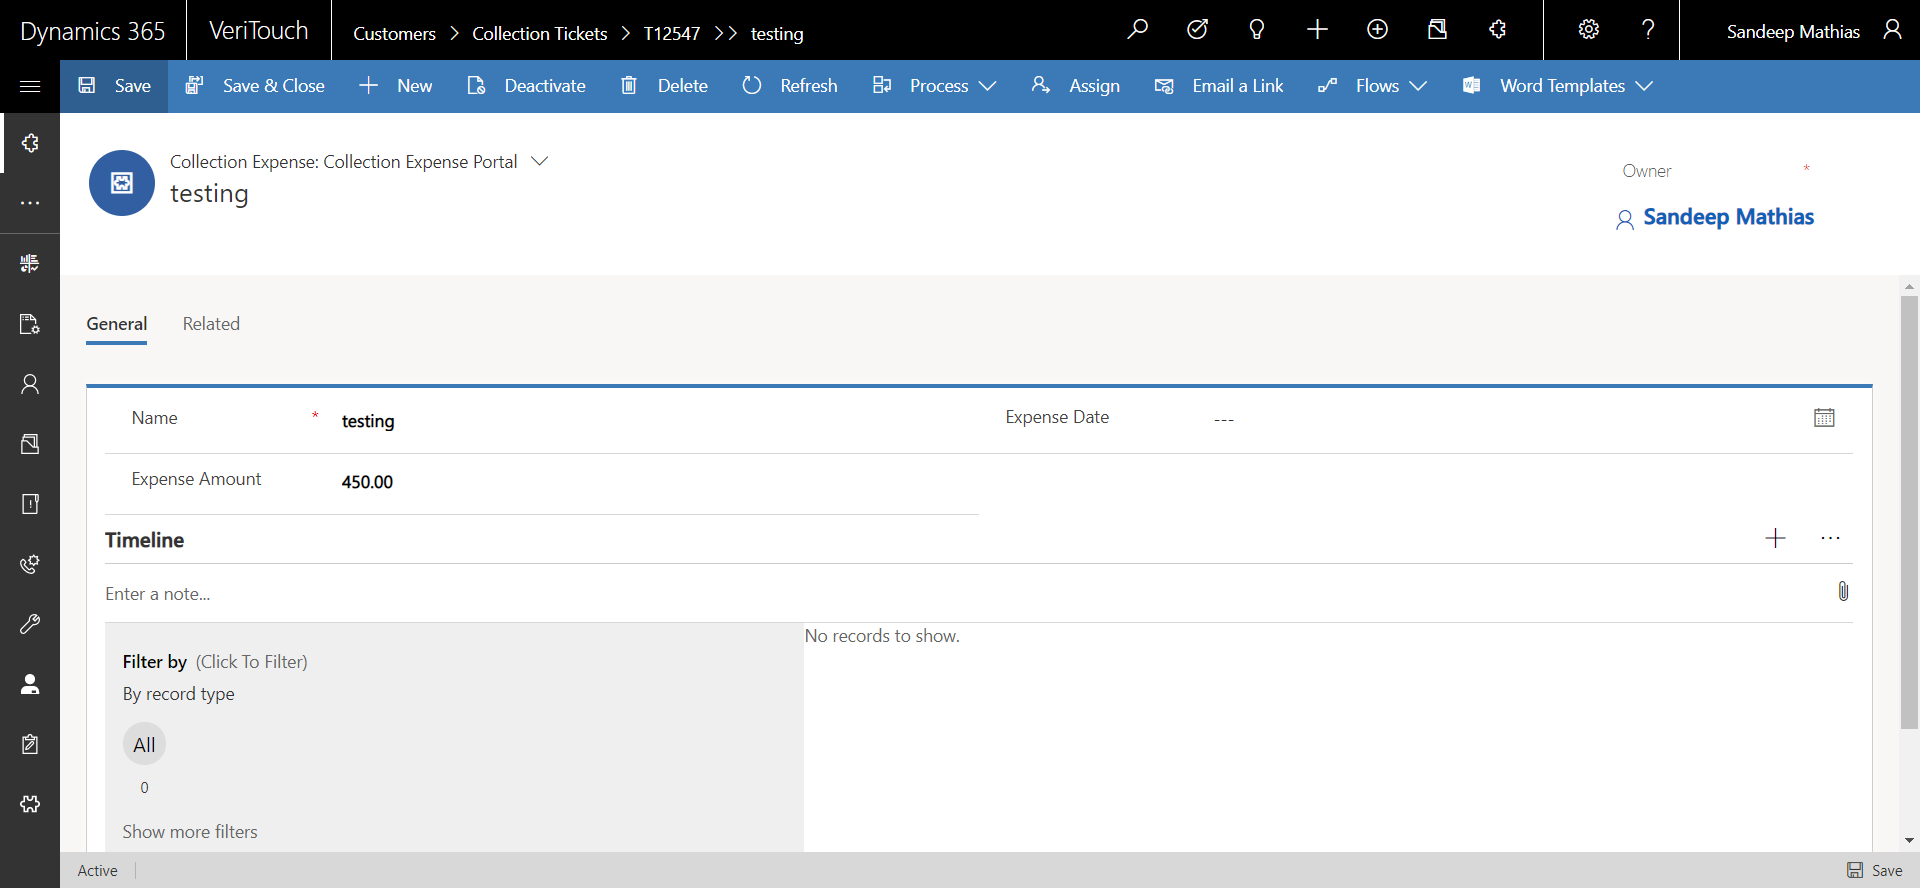 Dynamics 365 VeriTouch Customers > Collection Tickets > T12547 >> testing Sandeep Mathias
Save Save & Close New Deactivate Delete Refresh Process Assign Email a Link Flows Word Templates
Collection Expense: Collection Expense Portal
testing
Owner *
Sandeep Mathias
General Related
Name * testing Expense Date ---
Expense Amount 450.00
Timeline
Enter a note...
No records to show.
Filter by (Click To Filter)
By record type
All
0
Show more filters
Active Save